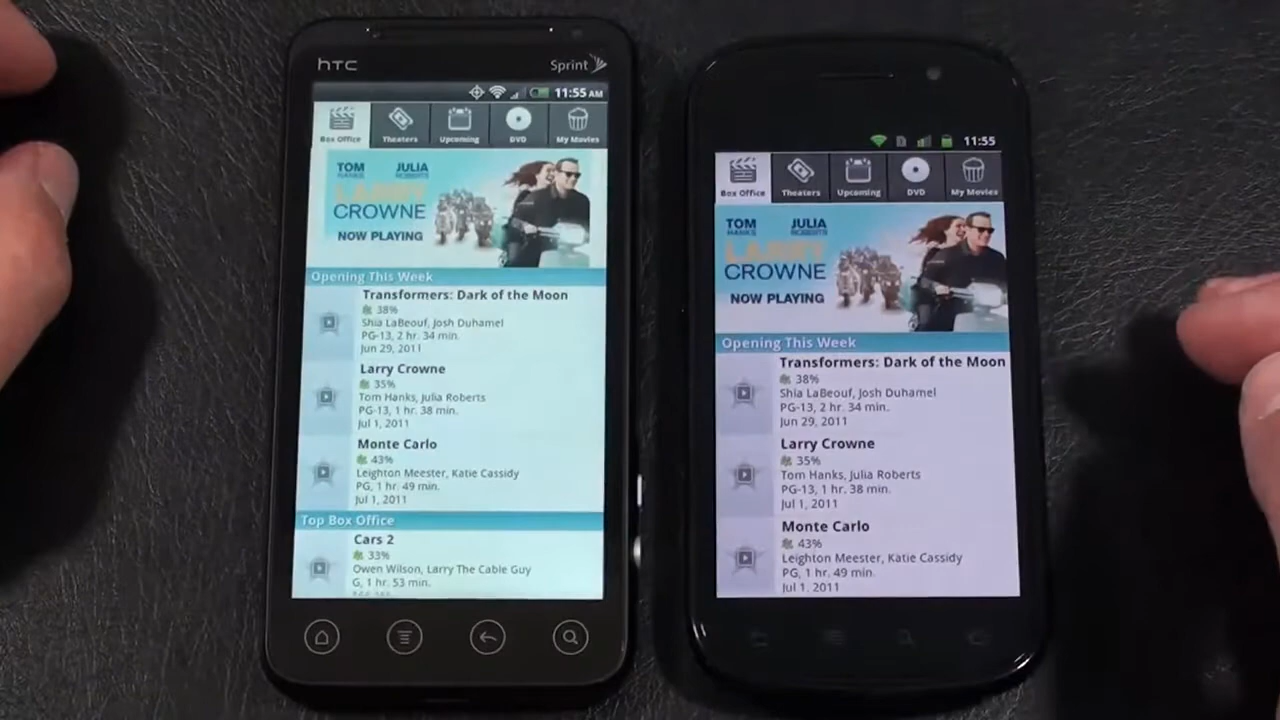 hTC
Sprint
11:55 AM
Box Office
Theaters
Upcoming
DVD
My Movies
TOM HANKS
JULIA ROBERTS
LARRY
CROWNE
NOW PLAYING
Opening This Week
Transformers: Dark of the Moon
38%
Shia LaBeouf, Josh Duhamel
PG-13, 2 hr. 34 min.
Jun 29, 2011
Larry Crowne
35%
Tom Hanks, Julia Roberts
PG-13, 1 hr. 38 min.
Jul 1, 2011
Monte Carlo
43%
Leighton Meester, Katie Cassidy
PG, 1 hr. 49 min.
Jul 1, 2011
Top Box Office
Cars 2
33%
Owen Wilson, Larry The Cable Guy
G, 1 hr. 53 min.
11:55
Box Office
Theaters
Upcoming
DVD
My Movies
TOM HANKS
JULIA ROBERTS
LARRY
CROWNE
NOW PLAYING
Opening This Week
Transformers: Dark of the Moon
38%
Shia LaBeouf, Josh Duhamel
PG-13, 2 hr. 34 min.
Jun 29, 2011
Larry Crowne
35%
Tom Hanks, Julia Roberts
PG-13, 1 hr. 38 min.
Jul 1, 2011
Monte Carlo
43%
Leighton Meester, Katie Cassidy
PG, 1 hr. 49 min.
Jul 1, 2011